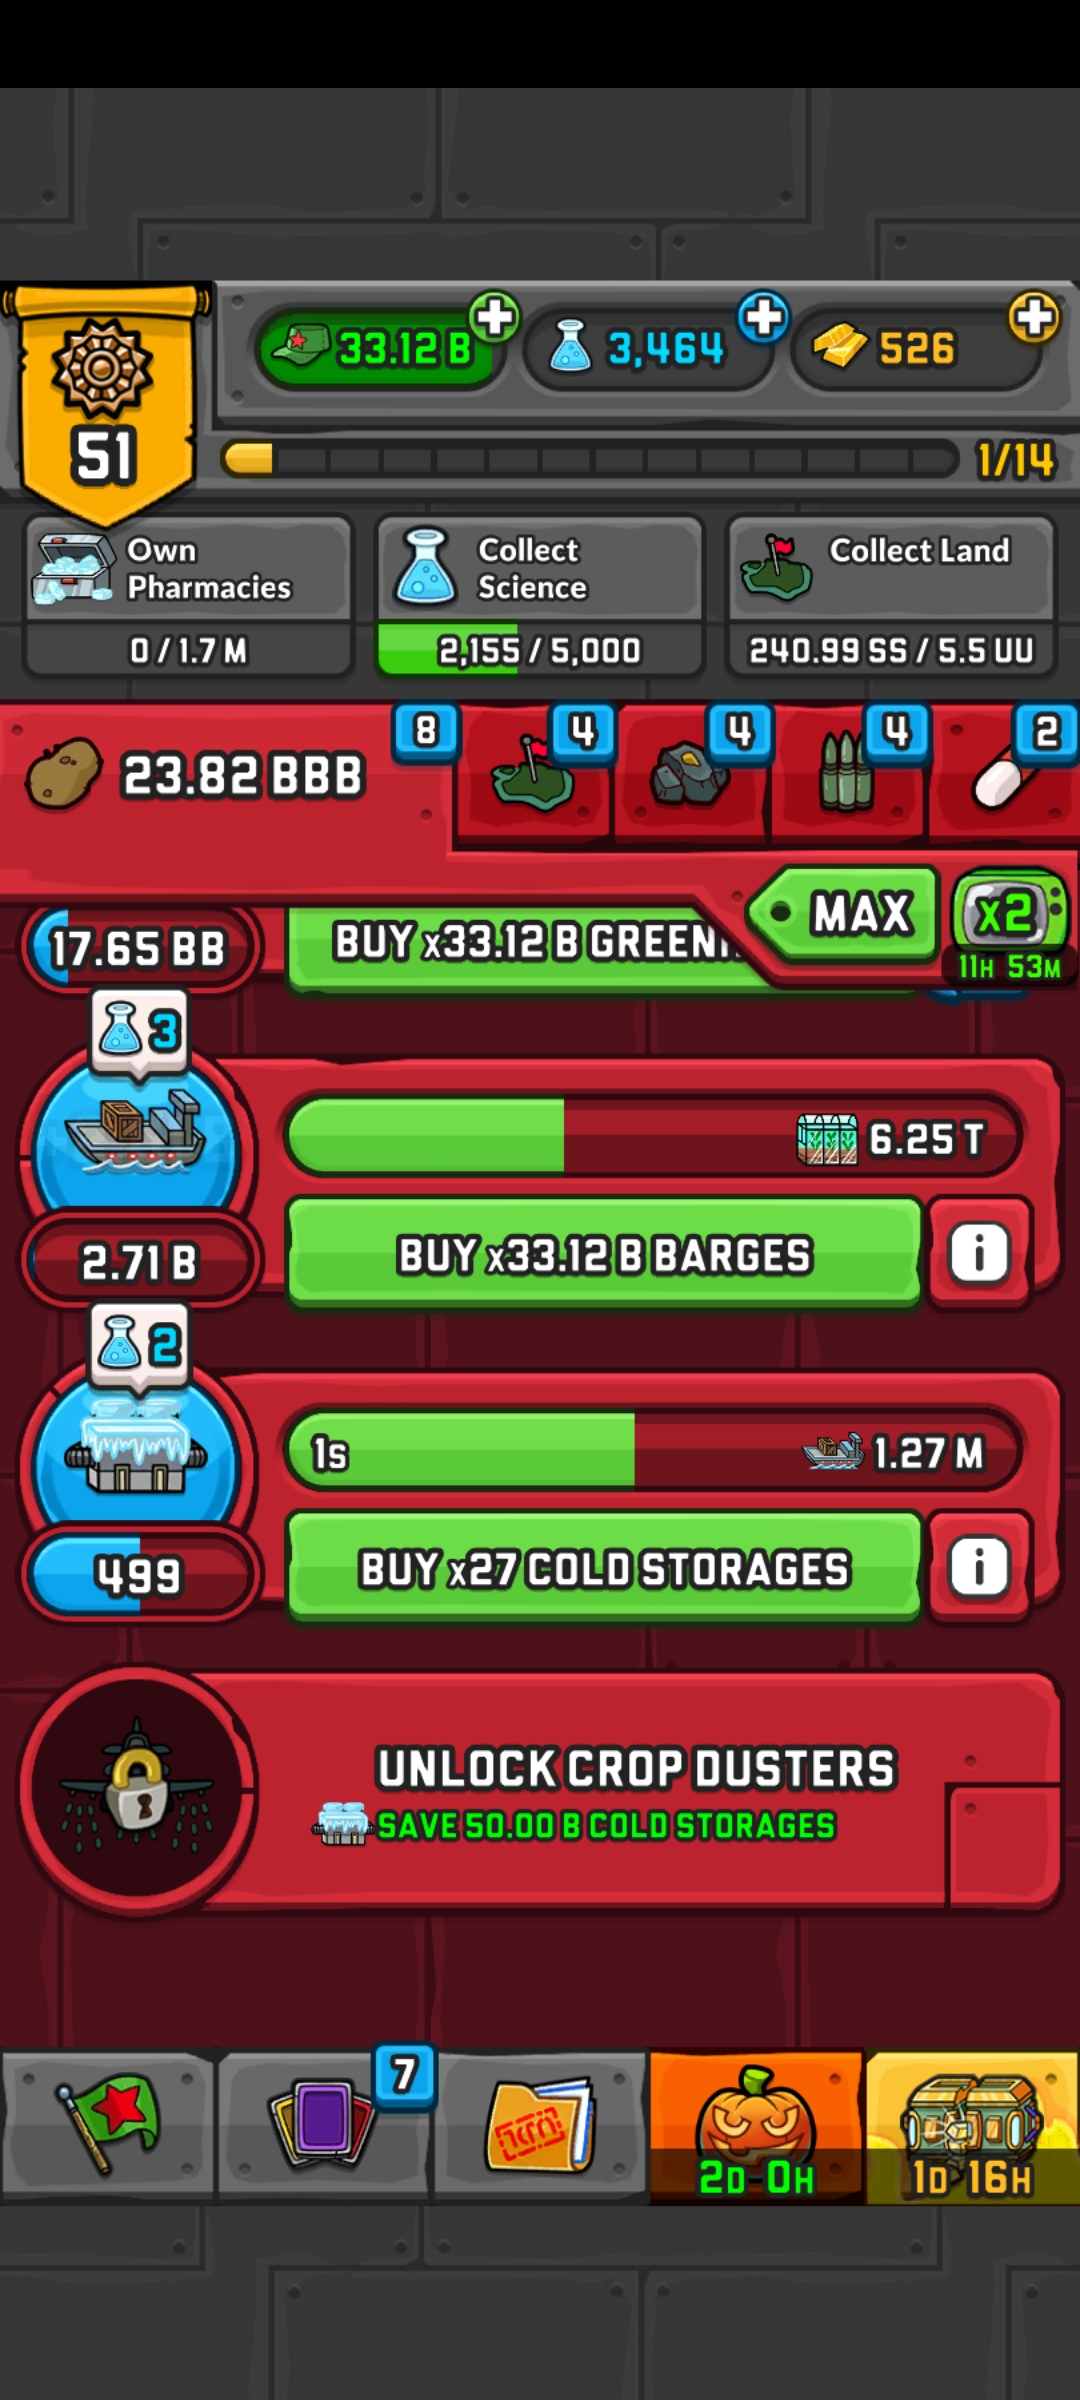 33.12 B
3,464
526
51
1/14
Own Pharmacies
0 / 1.7 M
Collect Science
2,155 / 5,000
Collect Land
240.99 SS / 5.5 UU
23.82 BBB
8
4
4
4
2
MAX
x2
11H 53M
17.65 BB
BUY x33.12 B
3
6.25 T
2.71 B
BUY x33.12 B BARGES
i
2
1s
1.27 M
499
BUY x27 COLD STORAGES
i
UNLOCK CROP DUSTERS
SAVE 50.00 B COLD STORAGES
7
2D 0H
1D 16H